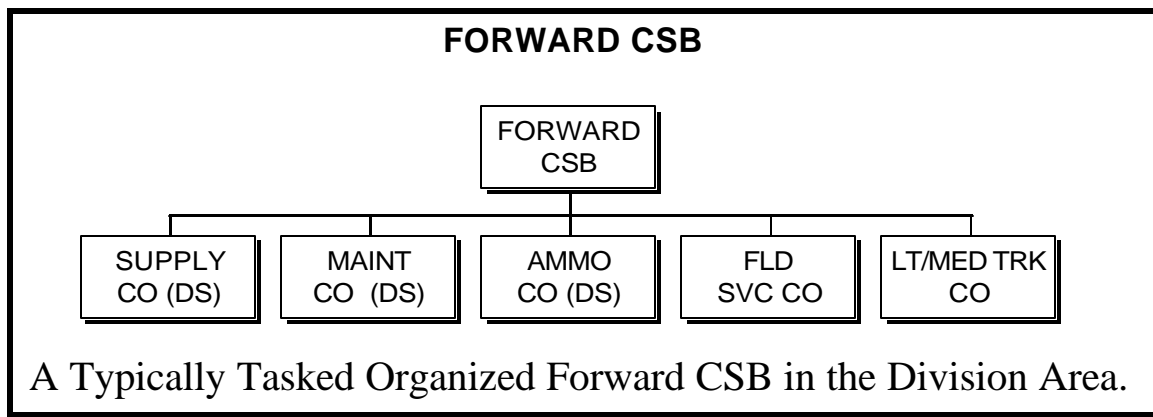 FORWARD CSB
FORWARD
CSB
SUPPLY
CO (DS)
MAINT
CO (DS)
AMMO
CO (DS)
FLD
SVC CO
LT/MED TRK
CO
A Typically Tasked Organized Forward CSB in the Division Area.